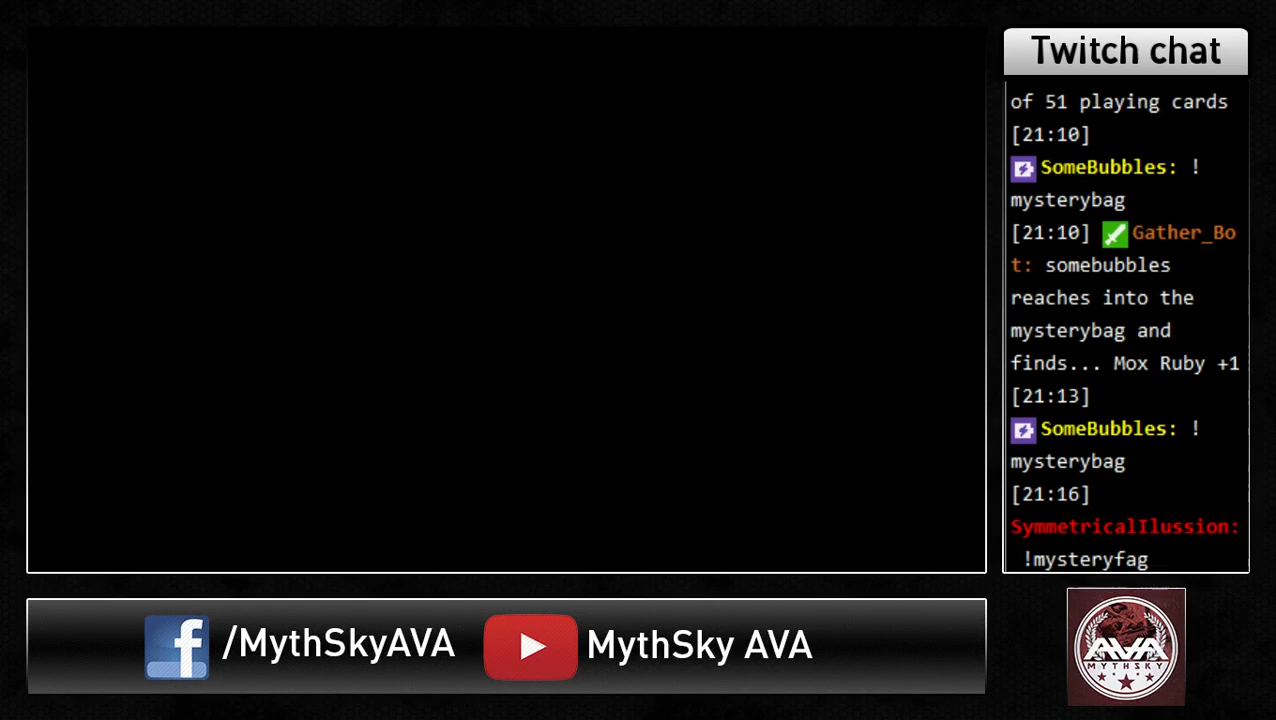 Twitch chat
of 51 playing cards
[21:10]
SomeBubbles: !
mysterybag
[21:10] Gather_Bo
t: somebubbles
reaches into the
mysterybag and
finds... Mox Ruby +1
[21:13]
SomeBubbles: !
mysterybag
[21:16]
SymmetricalIlussion:
!mysteryfag
f /MythSkyAVA
MythSky AVA
AVA
MYTHSKY